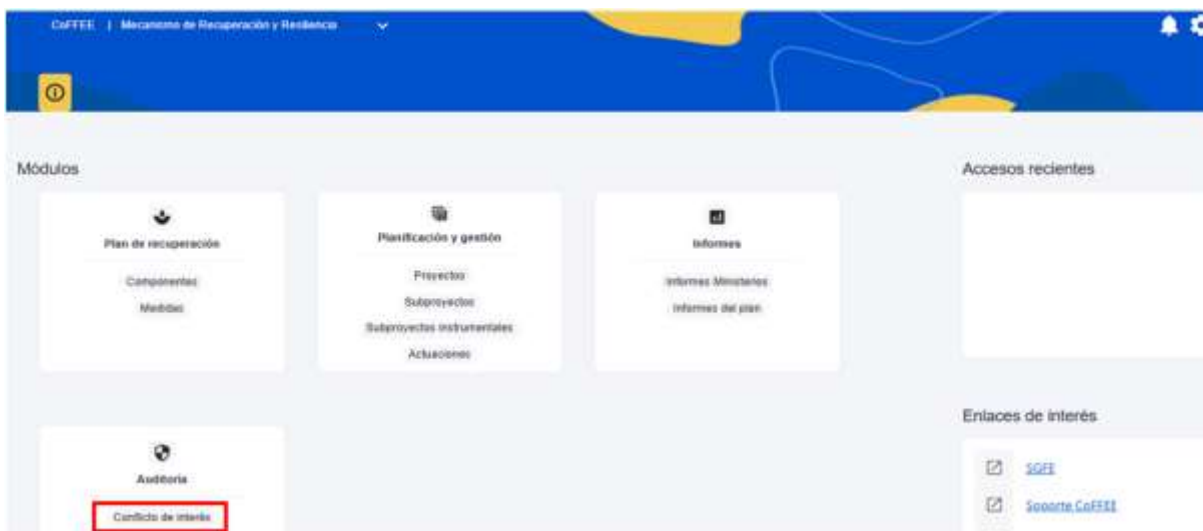 CoFFEE | Mecanismo de Recuperación y Resiliencia
Módulos
Plan de recuperación
Componentes
Medidas
Planificación y gestión
Proyectos
Subproyectos
Subproyectos instrumentales
Actuaciones
Informes
Informes Ministerios
Informes del plan
Auditoría
Conflicto de interés
Accesos recientes
Enlaces de interés
SGFE
Soporte CoFFEE